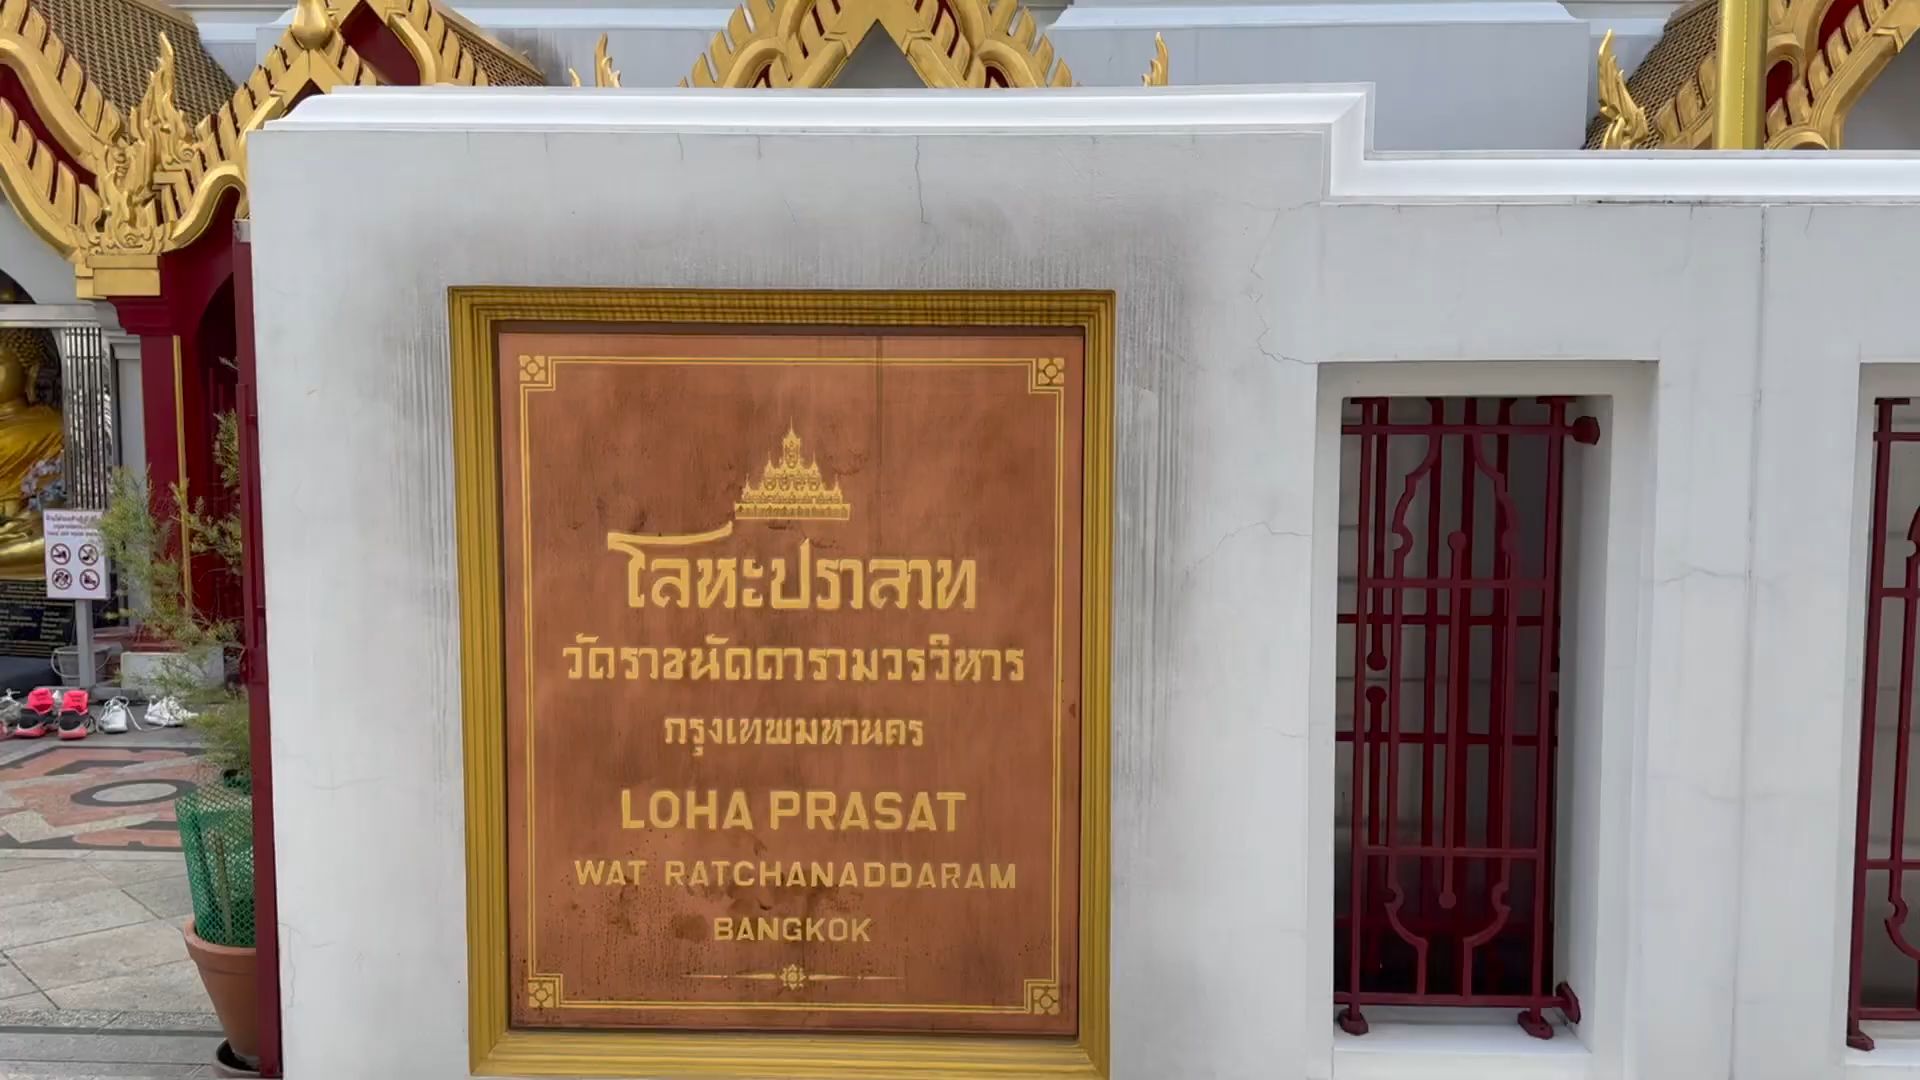 โลหะปราสาท
วัดราชนัดดารามวรวิหาร
กรุงเทพมหานคร
LOHA PRASAT
WAT RATCHANADDARAM
BANGKOK